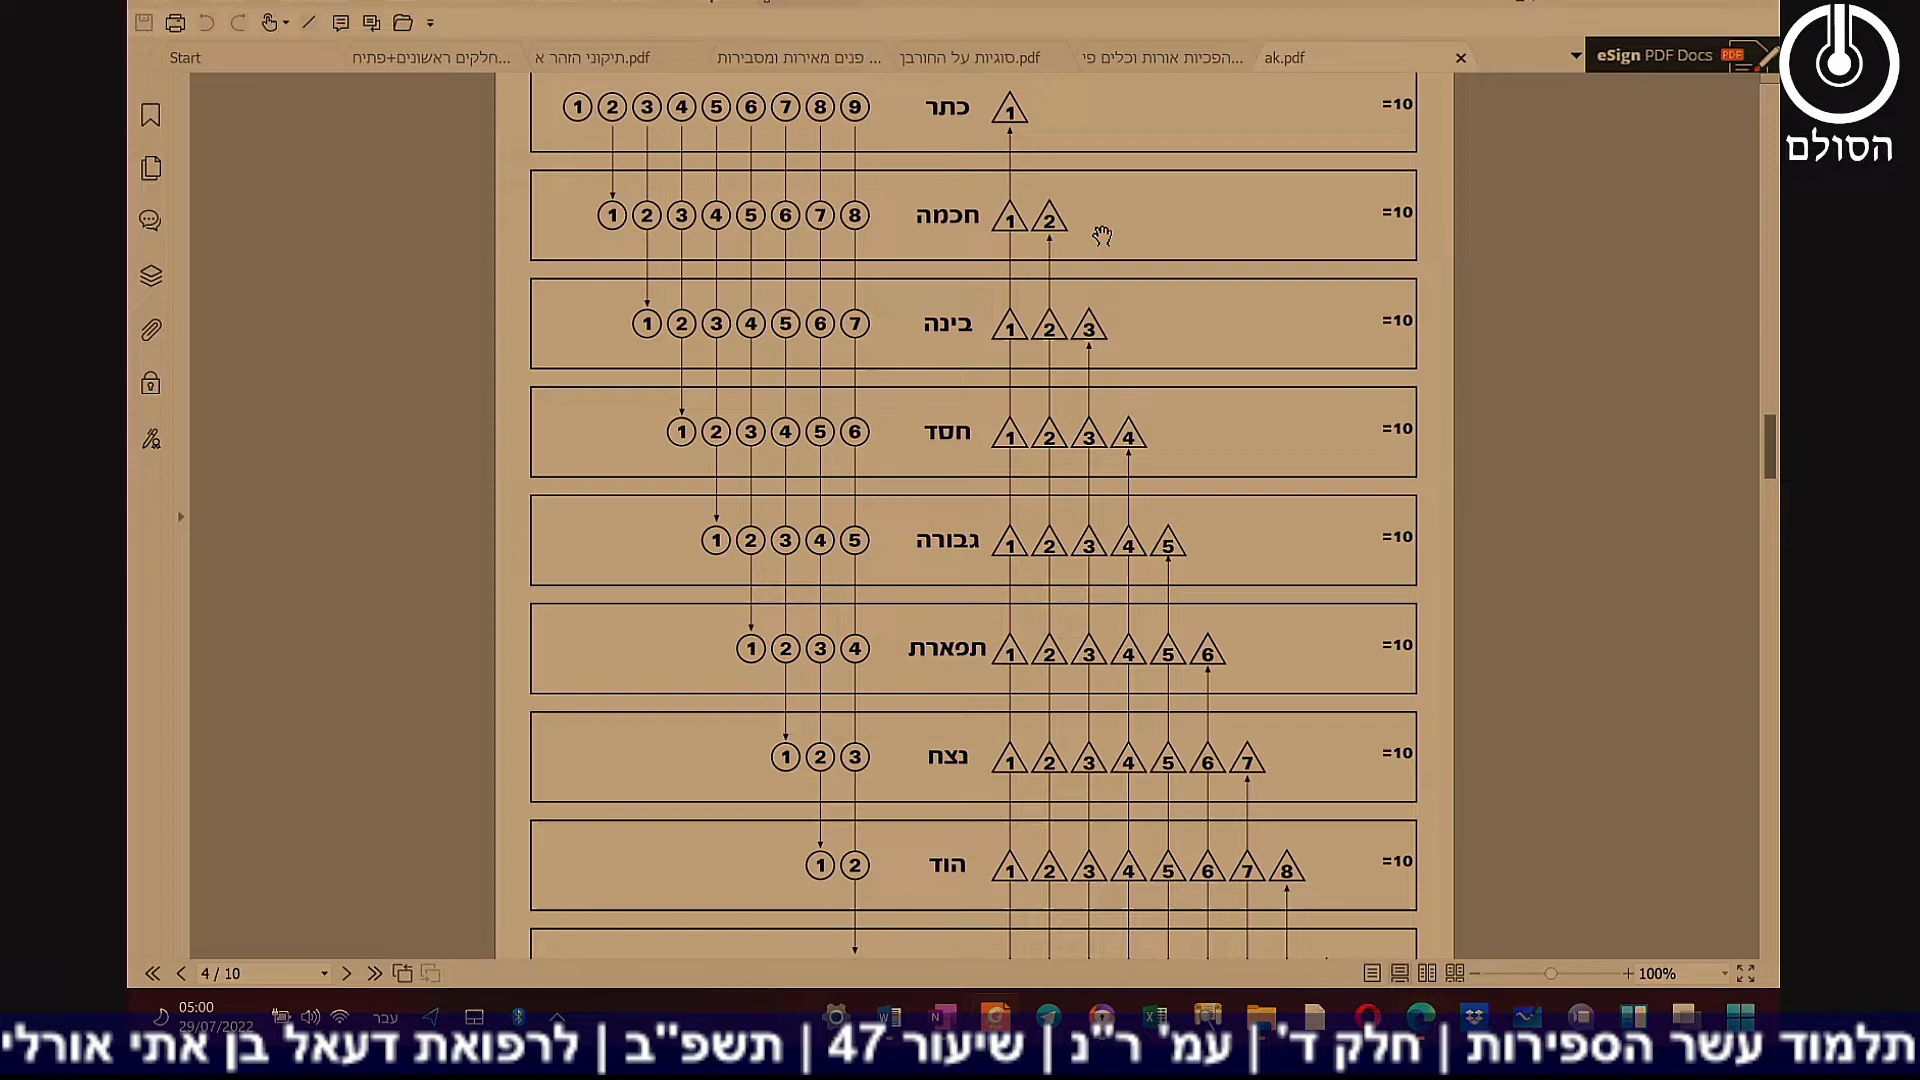 Start
חלקים ראשונים+פתיח...
תיקוני הזהר א.pdf
פנים מאירות ומסבירות ...
סוגיות על החורבן.pdf
הפכיות אורות וכלים פי...
ak.pdf
eSign PDF Docs PDF
הסולם
1 2 3 4 5 6 7 8 9 כתר 1 =10
1 2 3 4 5 6 7 8 חכמה 1 2 =10
1 2 3 4 5 6 7 בינה 1 2 3 =10
1 2 3 4 5 6 חסד 1 2 3 4 =10
1 2 3 4 5 גבורה 1 2 3 4 5 =10
1 2 3 4 תפארת 1 2 3 4 5 6 =10
1 2 3 נצח 1 2 3 4 5 6 7 =10
1 2 הוד 1 2 3 4 5 6 7 8 =10
4 / 10
100%
05:00
29/07/2022
עבר
תלמוד עשר הספירות | חלק ד' | עמ' ר"נ | שיעור 47 | תשפ"ב | לרפואת דעאל בן אתי אורלי